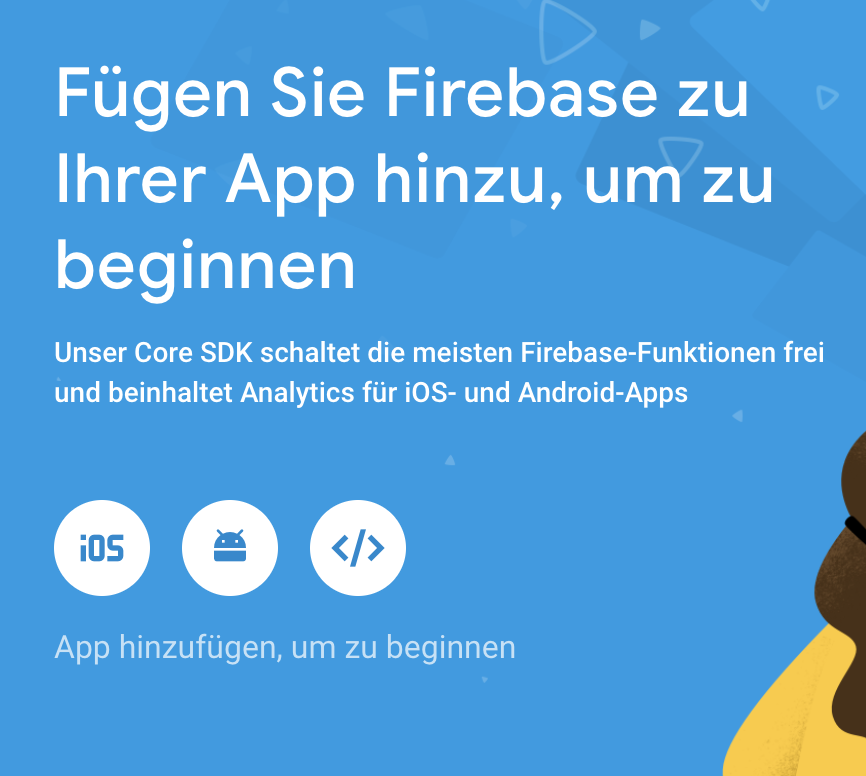 Fügen Sie Firebase zu
Ihrer App hinzu, um zu
beginnen
Unser Core SDK schaltet die meisten Firebase-Funktionen frei
und beinhaltet Analytics für iOS- und Android-Apps
iOS
</>
App hinzufügen, um zu beginnen